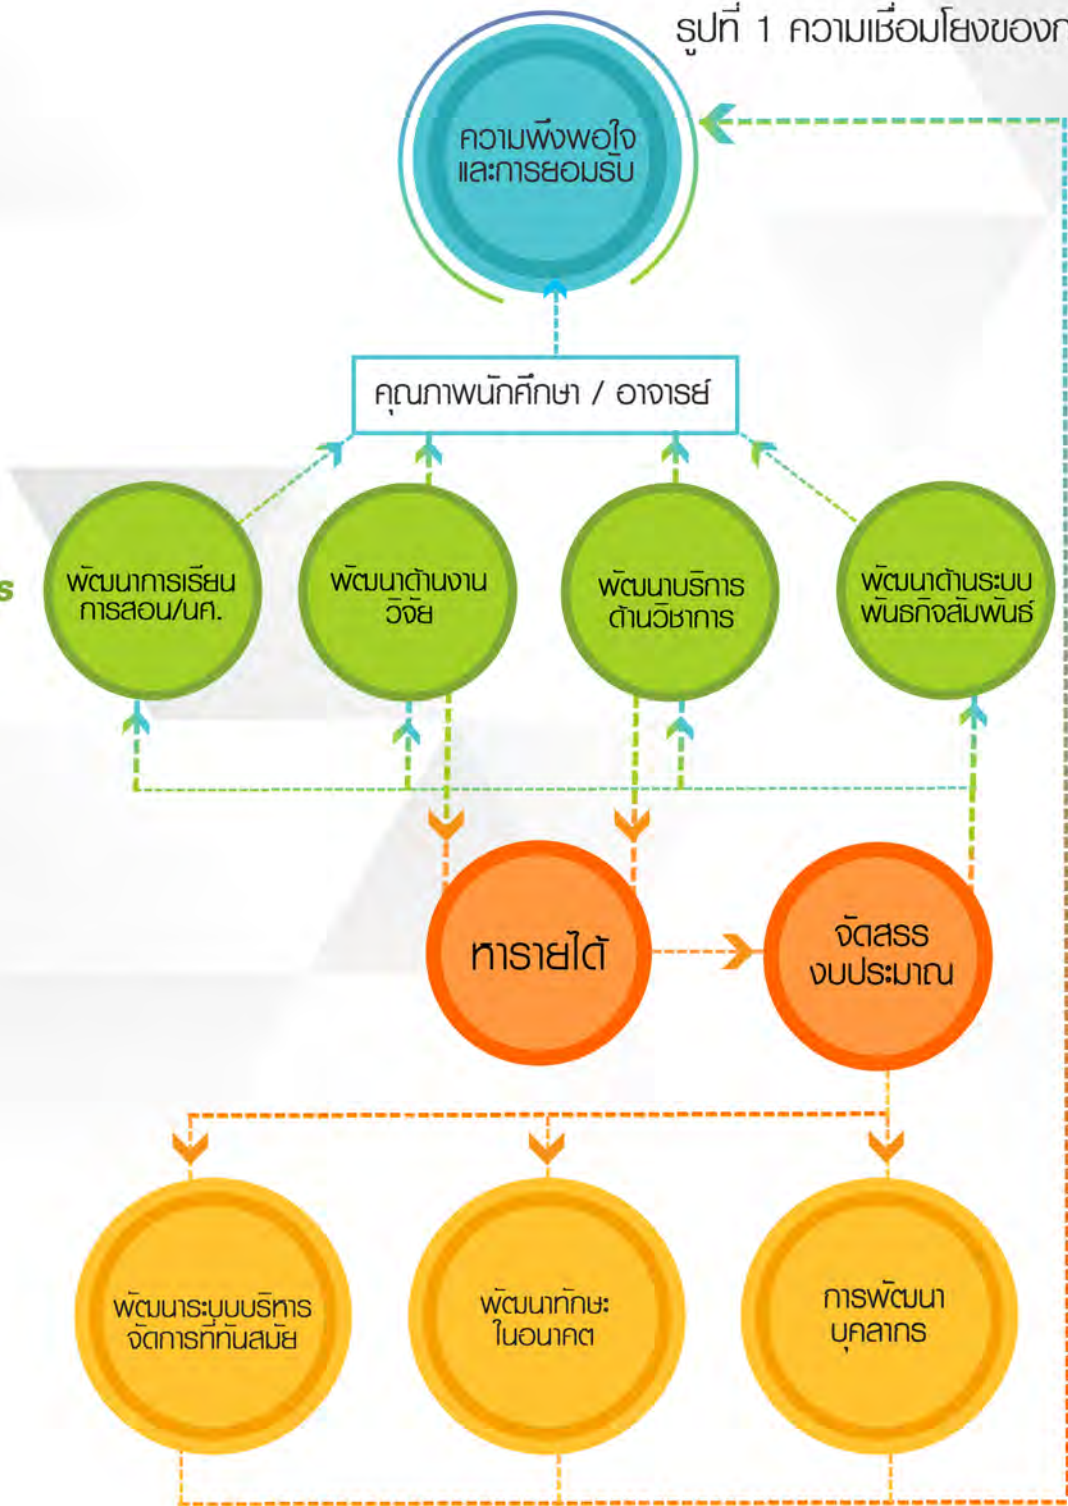 รูปที่ 1 ความเชื่อมโยงของก
ความพึงพอใจ
และการยอมรับ
คุณภาพนักศึกษา / อาจารย์
ร
พัฒนาการเรียน
การสอน/นศ.
พัฒนาด้านงาน
วิจัย
พัฒนาบริการ
ด้านวิชาการ
พัฒนาด้านระบบ
พันธกิจสัมพันธ์
หารายได้
จัดสรร
งบประมาณ
พัฒนาระบบบริหาร
จัดการที่ทันสมัย
พัฒนาทักษะ
ในอนาคต
การพัฒนา
บุคลากร